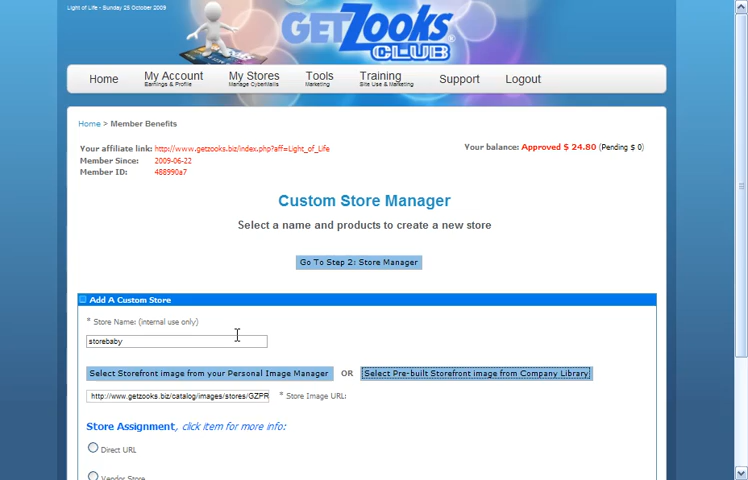 Light of Life - Sunday 25 October 2009
GETZooks
CLUB
Home
My Account
Earnings & Profile
My Stores
Manage CyberMalls
Tools
Marketing
Training
Site Use & Marketing
Support
Logout
Home > Member Benefits
Your affiliate link: http://www.getzooks.biz/index.php?aff=Light_of_Life
Your balance: Approved $ 24.80 (Pending $ 0)
Member Since: 2009-06-22
Member ID: 488990a7
Custom Store Manager
Select a name and products to create a new store
Go To Step 2: Store Manager
Add A Custom Store
* Store Name: (internal use only)
storebaby
Select Storefront image from your Personal Image Manager OR Select Pre-built Storefront image from Company Library
http://www.getzooks.biz/catalog/images/stores/GZPR * Store Image URL:
Store Assignment, click item for more info:
Direct URL
Vendor Store